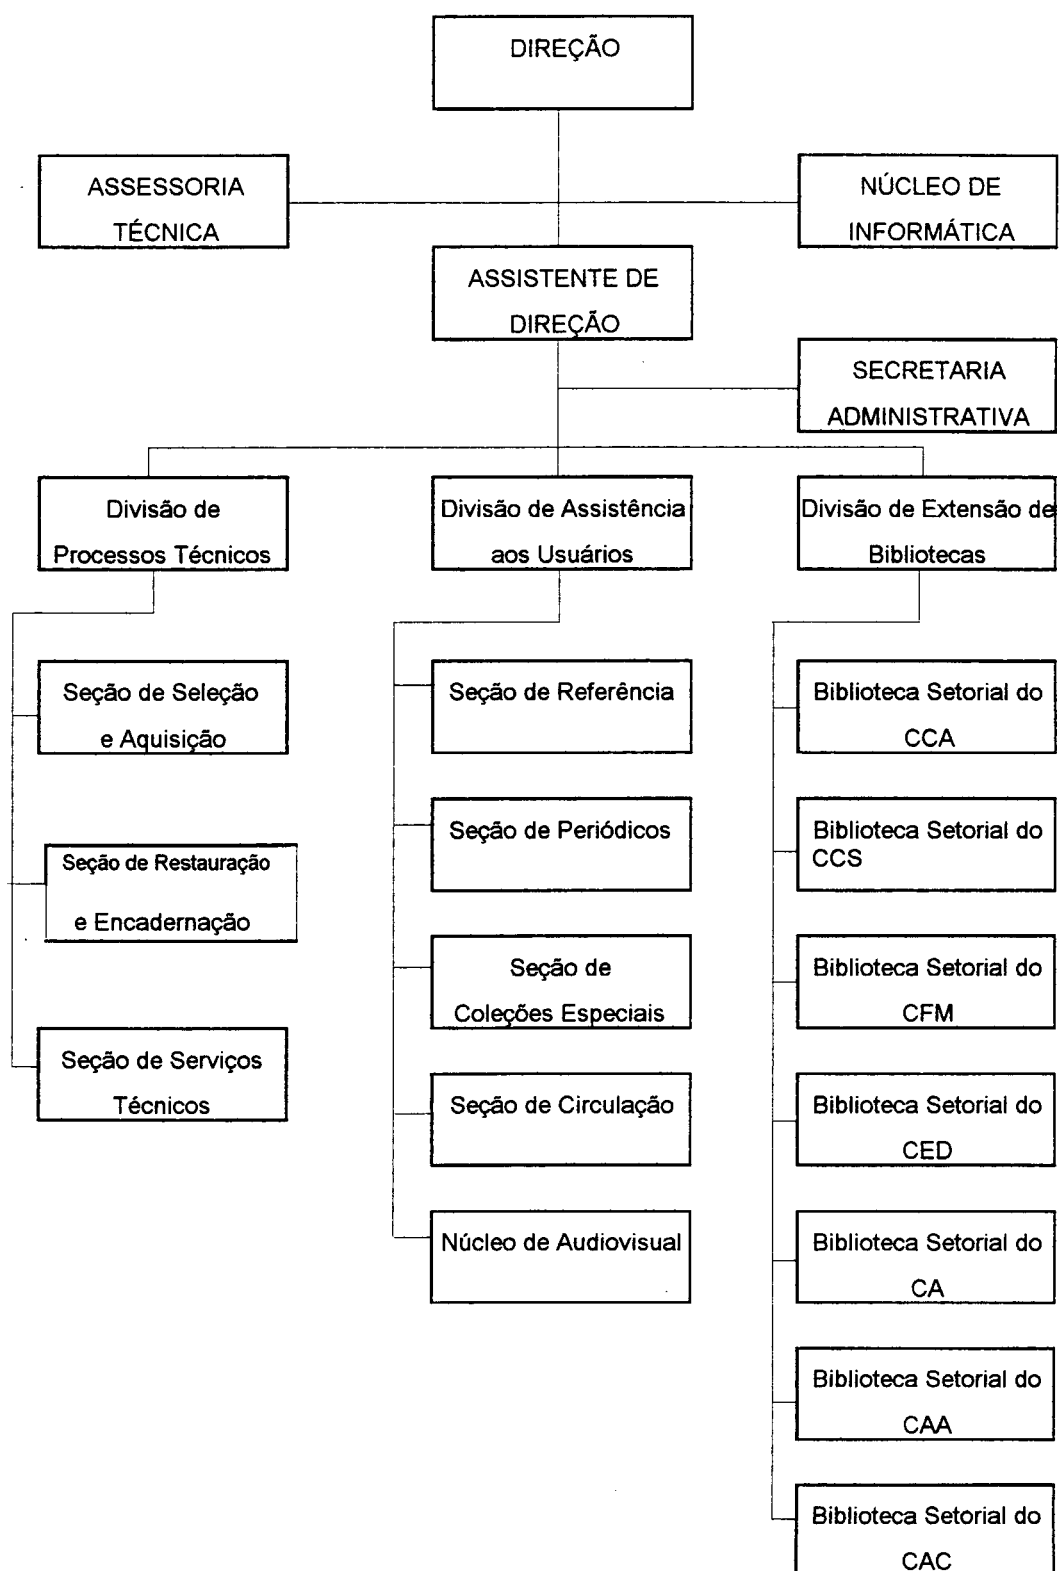 DIREÇÃO
ASSESSORIA
TÉCNICA
NÚCLEO DE
INFORMÁTICA
ASSISTENTE DE
DIREÇÃO
SECRETARIA
ADMINISTRATIVA
Divisão de
Processos Técnicos
Divisão de Assistência
aos Usuários
Divisão de Extensão de
Bibliotecas
Seção de Seleção
e Aquisição
Seção de Restauração
e Encadernação
Seção de Serviços
Técnicos
Seção de Referência
Seção de Periódicos
Seção de
Coleções Especiais
Seção de Circulação
Núcleo de Audiovisual
Biblioteca Setorial do
CCA
Biblioteca Setorial do
CCS
Biblioteca Setorial do
CFM
Biblioteca Setorial do
CED
Biblioteca Setorial do
CA
Biblioteca Setorial do
CAA
Biblioteca Setorial do
CAC